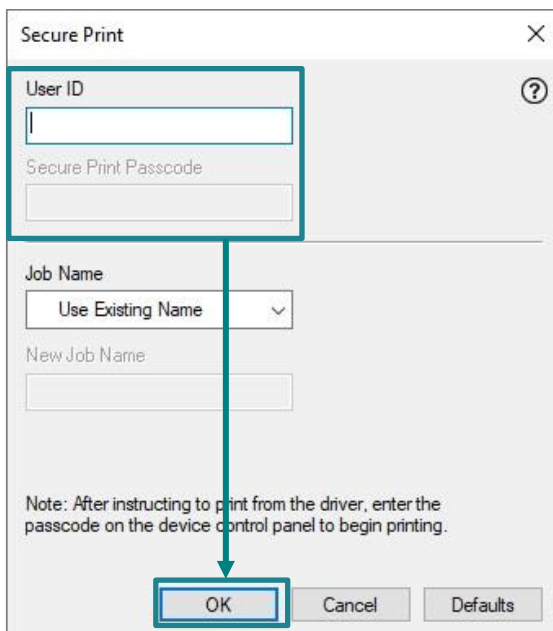 Secure Print
User ID
Secure Print Passcode
Job Name
Use Existing Name
New Job Name
Note: After instructing to print from the driver, enter the
passcode on the device control panel to begin printing.
OK Cancel Defaults